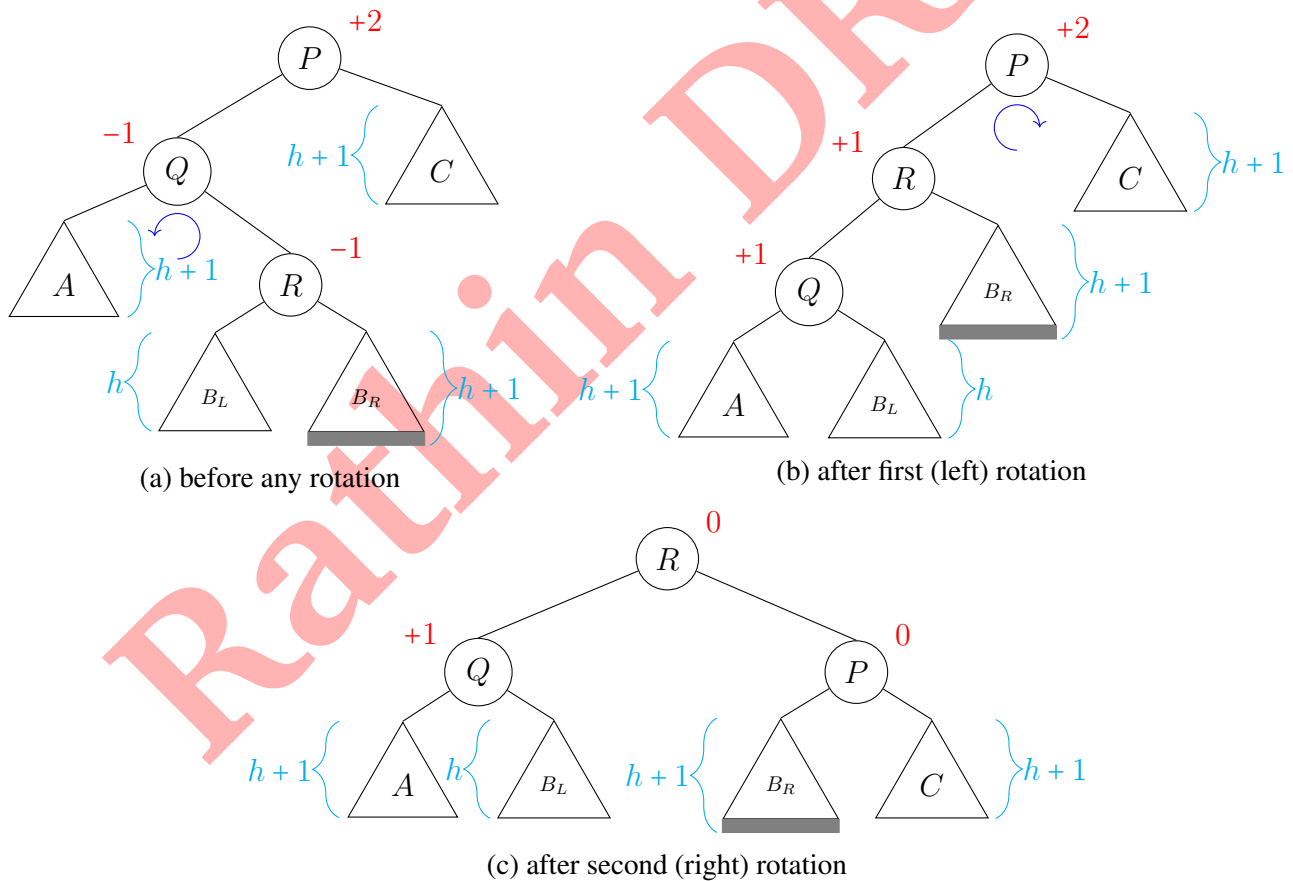 +2
P
−1
h + 1
Q
C
A
h + 1
−1
R
h
B_L
B_R
h + 1
(a) before any rotation
+2
P
+1
R
C
h + 1
+1
Q
B_R
h + 1
h + 1
A
B_L
h
(b) after first (left) rotation
0
R
+1
Q
0
P
h + 1
A
h
B_L
h + 1
B_R
C
h + 1
(c) after second (right) rotation
Rathin DR